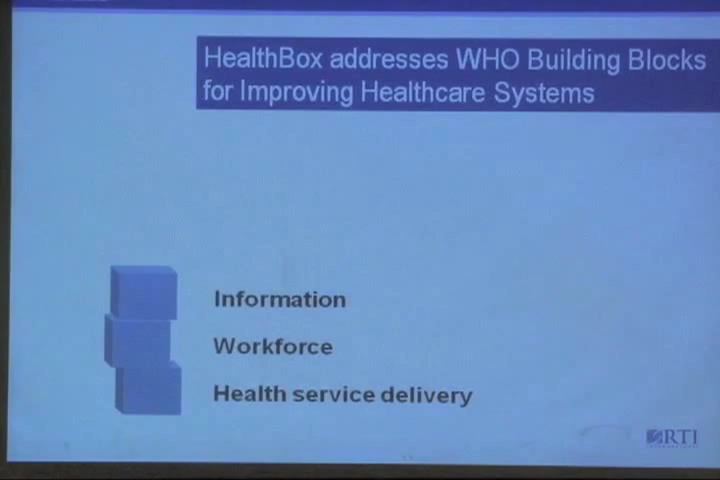 HealthBox addresses WHO Building Blocks
for Improving Healthcare Systems
Information
Workforce
Health service delivery
RTI